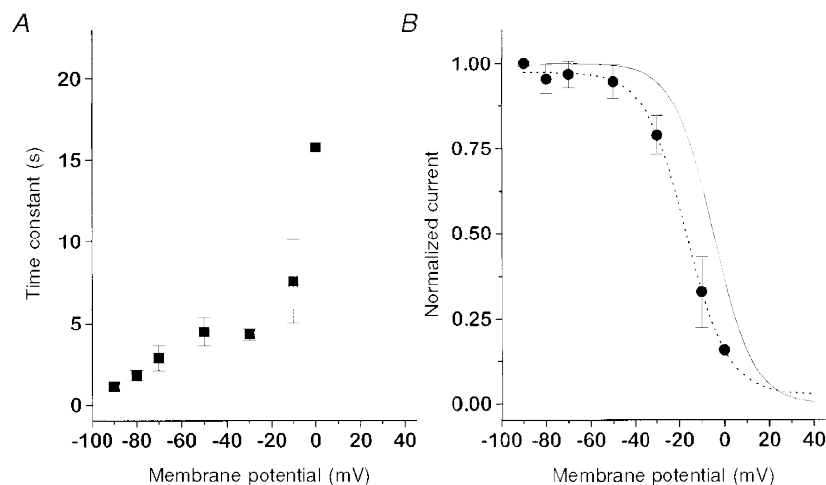 A
B
20
15
10
5
0
Time constant (s)
-100 -80 -60 -40 -20 0 20 40
Membrane potential (mV)
1.00
0.75
0.50
0.25
0.00
Normalized current
-100 -80 -60 -40 -20 0 20 40
Membrane potential (mV)